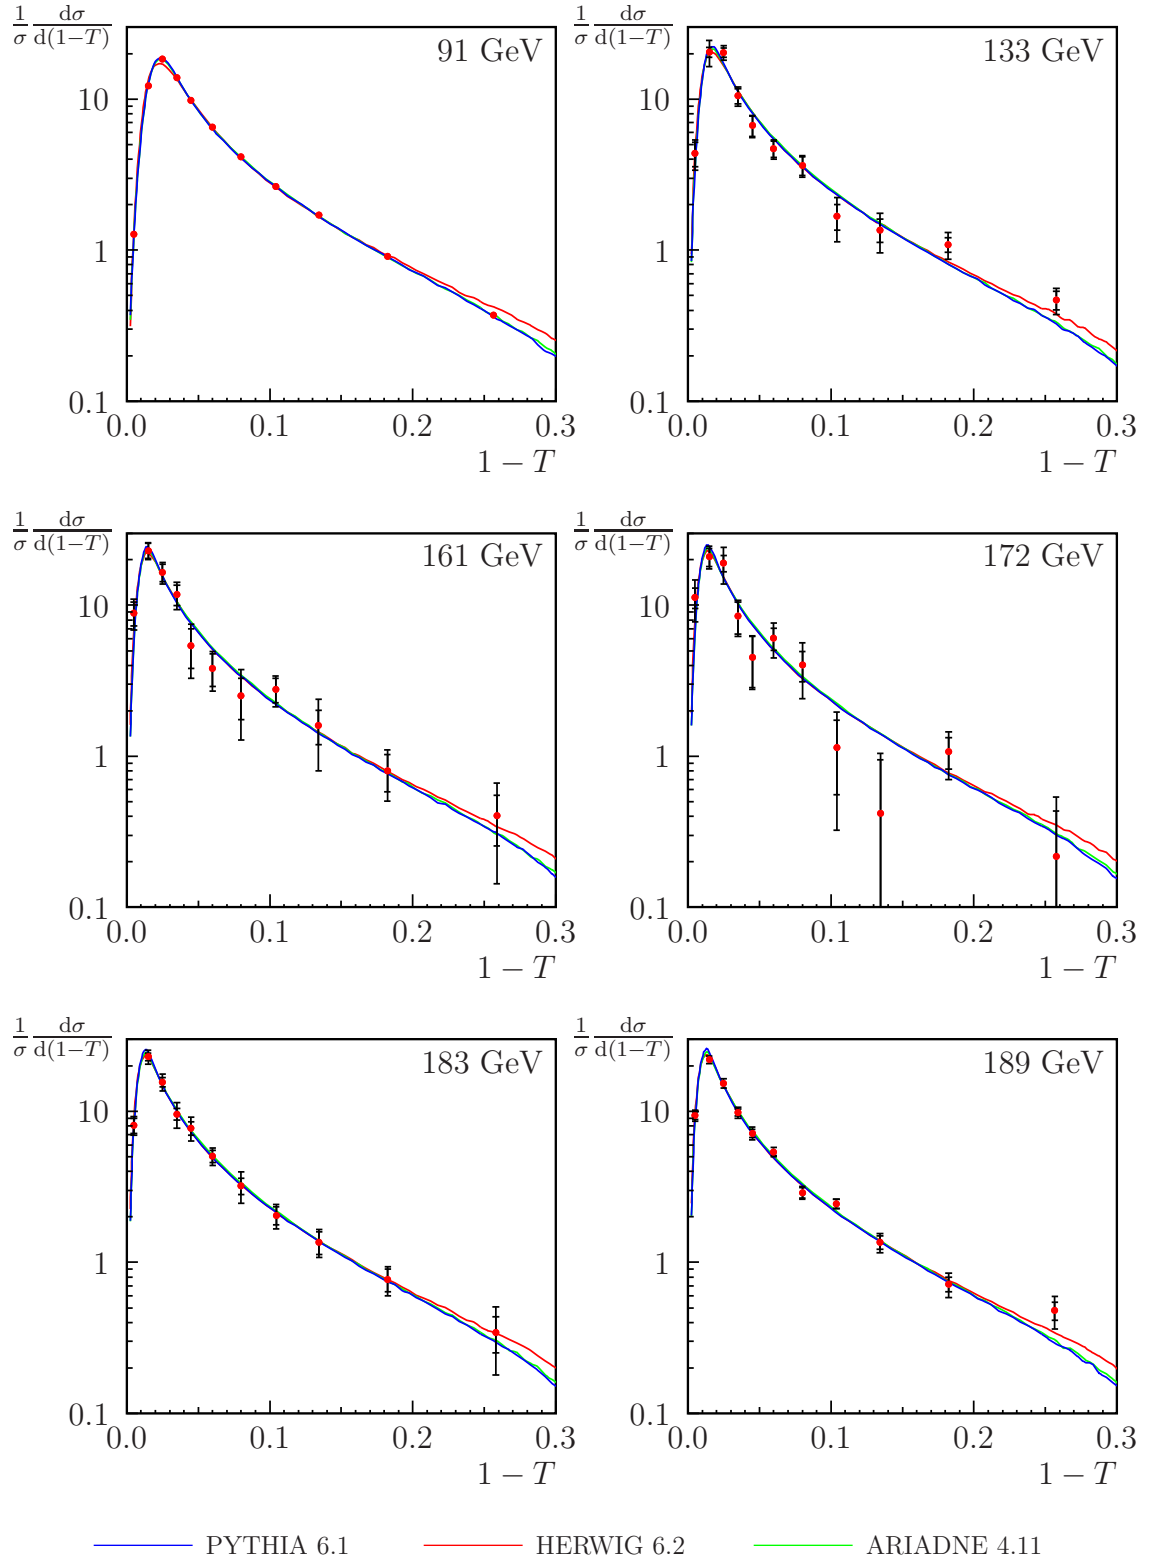 1/σ dσ/d(1−T)
91 GeV
10
1
0.1
0.0 0.1 0.2 0.3
1 − T
1/σ dσ/d(1−T)
133 GeV
10
1
0.1
0.0 0.1 0.2 0.3
1 − T
1/σ dσ/d(1−T)
161 GeV
10
1
0.1
0.0 0.1 0.2 0.3
1 − T
1/σ dσ/d(1−T)
172 GeV
10
1
0.1
0.0 0.1 0.2 0.3
1 − T
1/σ dσ/d(1−T)
183 GeV
10
1
0.1
0.0 0.1 0.2 0.3
1 − T
1/σ dσ/d(1−T)
189 GeV
10
1
0.1
0.0 0.1 0.2 0.3
1 − T
PYTHIA 6.1 HERWIG 6.2 ARIADNE 4.11